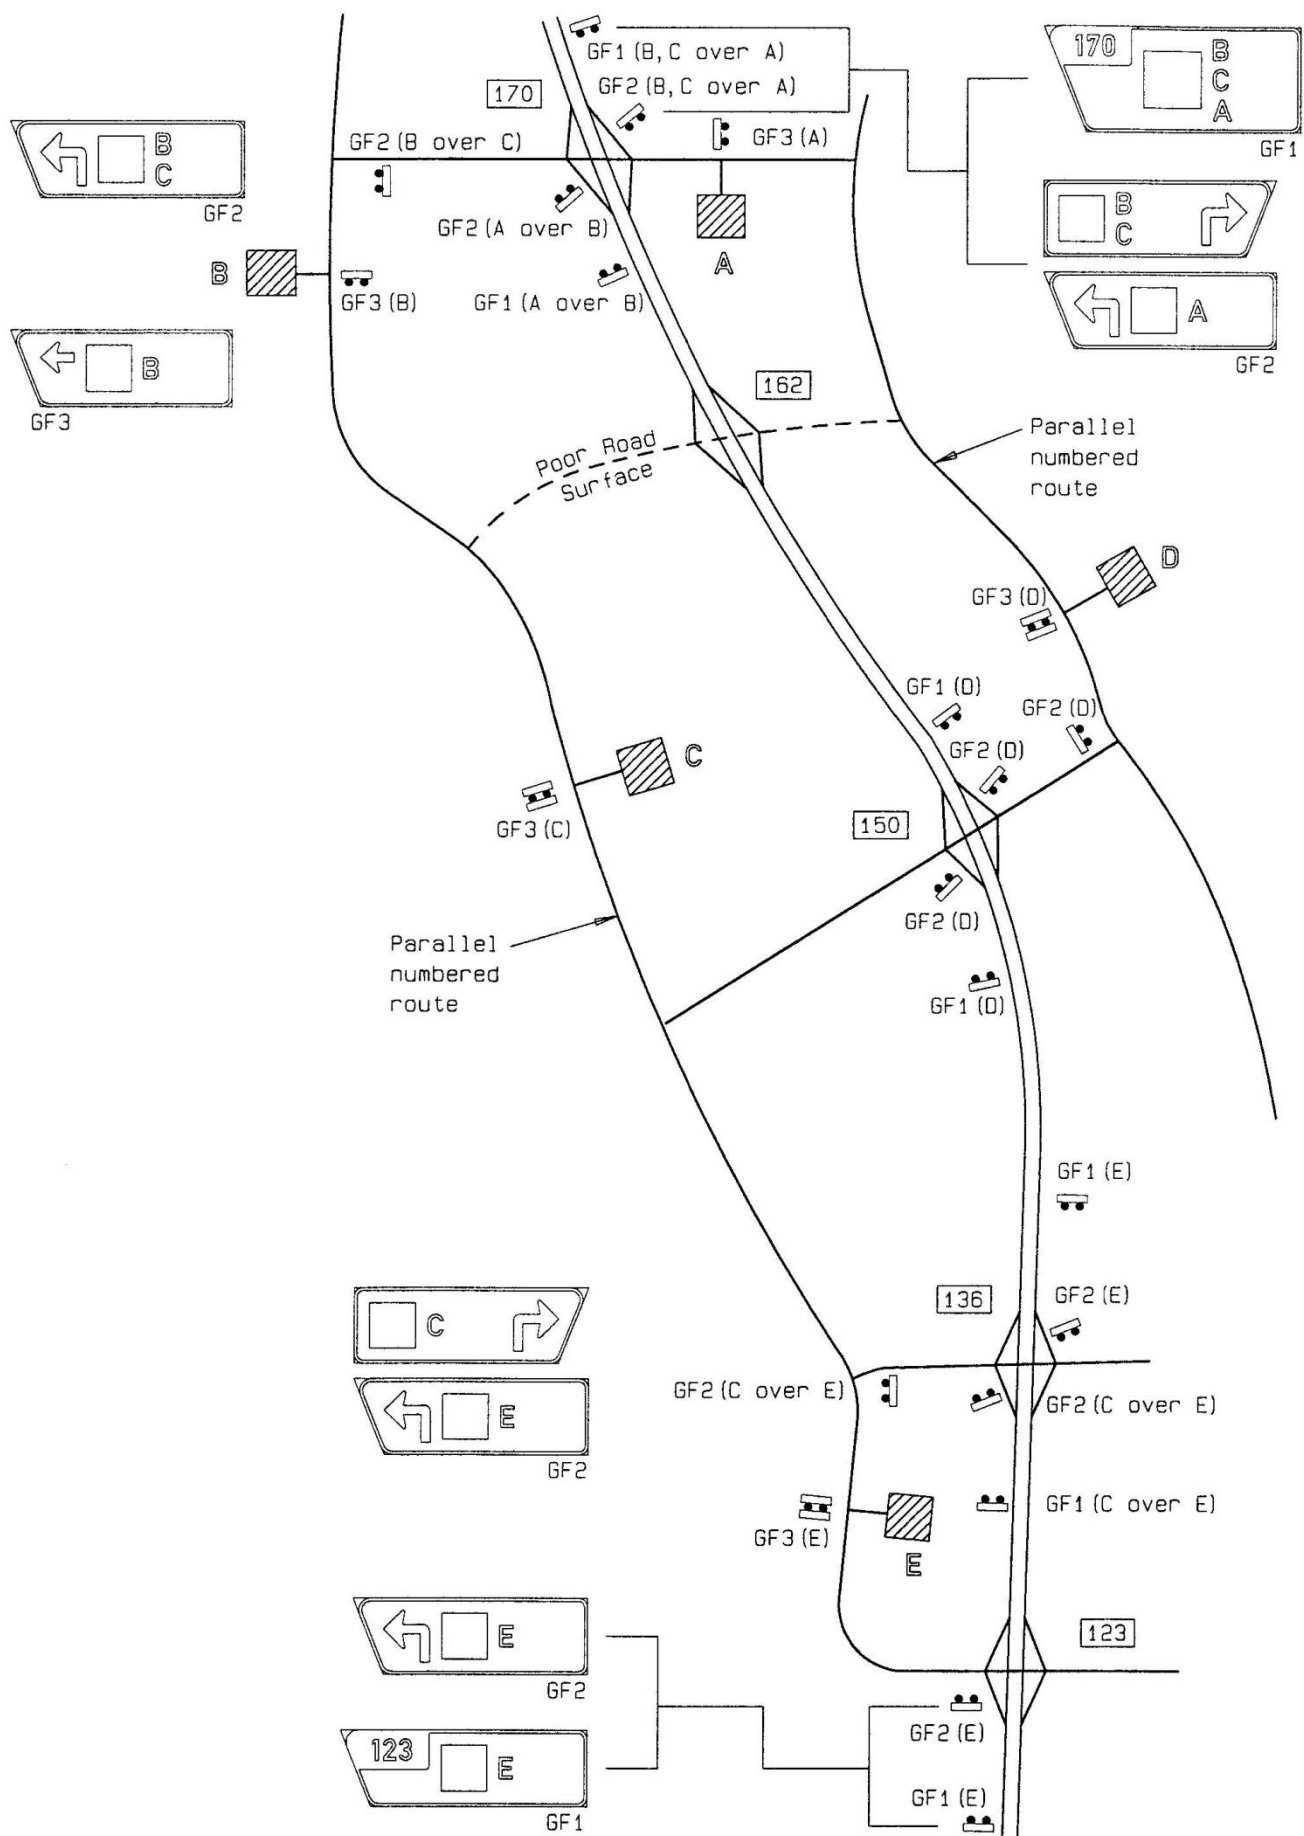 GF1 (B, C over A)
GF2 (B, C over A)
170
GF3 (A)
GF2 (B over C)
170
B
C
A
GF1
B
C
GF2
B
C
A
GF2
GF2 (A over B)
A
B
GF3 (B)
GF1 (A over B)
B
GF3
162
Poor Road
Surface
Parallel
numbered
route
D
GF3 (D)
GF1 (D)
GF2 (D)
GF2 (D)
C
GF3 (C)
150
GF2 (D)
GF1 (D)
Parallel
numbered
route
GF1 (E)
136
GF2 (E)
C
E
GF2
GF2 (C over E)
GF2 (C over E)
GF1 (C over E)
GF3 (E)
E
123
E
GF2
123
E
GF1
GF2 (E)
GF1 (E)